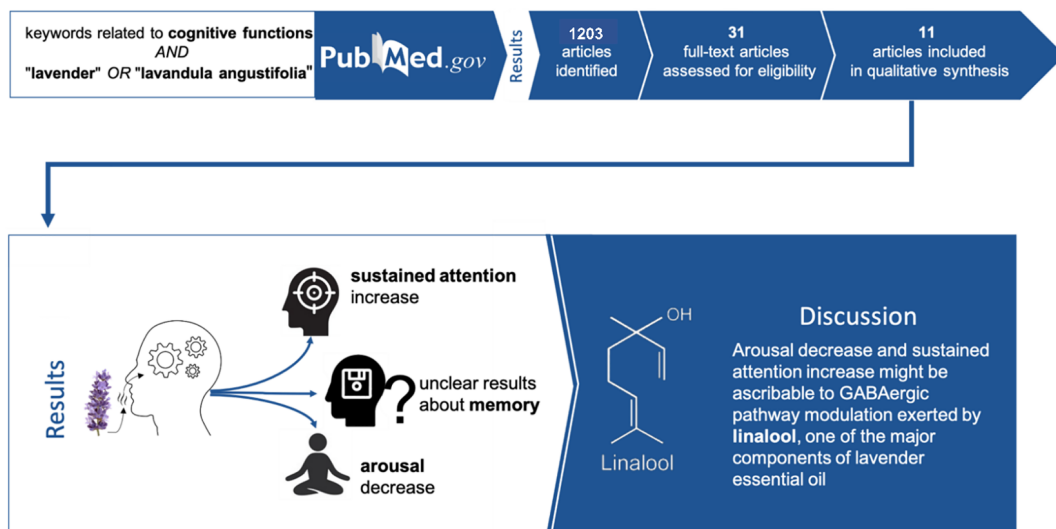 keywords related to cognitive functions
AND
"lavender" OR "lavandula angustifolia"
PubMed.gov
Results
1203
articles
identified
31
full-text articles
assessed for eligibility
11
articles included
in qualitative synthesis
Results
sustained attention
increase
?
unclear results
about memory
arousal
decrease
OH
Linalool
Discussion
Arousal decrease and sustained
attention increase might be
ascribable to GABAergic
pathway modulation exerted by
linalool, one of the major
components of lavender
essential oil